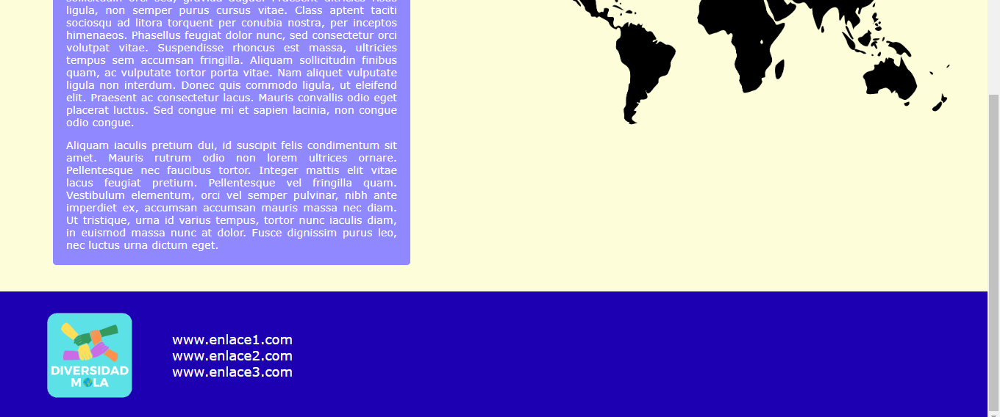 sollicitudin orci sed, gravida augue. Praesent ultricies risus
ligula, non semper purus cursus vitae. Class aptent taciti
sociosqu ad litora torquent per conubia nostra, per inceptos
himenaeos. Phasellus feugiat dolor nunc, sed consectetur orci
volutpat vitae. Suspendisse rhoncus est massa, ultricies
tempus sem accumsan fringilla. Aliquam sollicitudin finibus
quam, ac vulputate tortor porta vitae. Nam aliquet vulputate
ligula non interdum. Donec quis commodo ligula, ut eleifend
elit. Praesent ac consectetur lacus. Mauris convallis odio eget
placerat luctus. Sed congue mi et sapien lacinia, non congue
odio congue.
Aliquam iaculis pretium dui, id suscipit felis condimentum sit
amet. Mauris rutrum odio non lorem ultrices ornare.
Pellentesque nec faucibus tortor. Integer mattis elit vitae
lacus feugiat pretium. Pellentesque vel fringilla quam.
Vestibulum elementum, orci vel semper pulvinar, nibh ante
imperdiet ex, accumsan accumsan mauris massa nec diam.
Ut tristique, urna id varius tempus, tortor nunc iaculis diam,
in euismod massa nunc at dolor. Fusce dignissim purus leo,
nec luctus urna dictum eget.
DIVERSIDAD
MOLA
www.enlace1.com
www.enlace2.com
www.enlace3.com